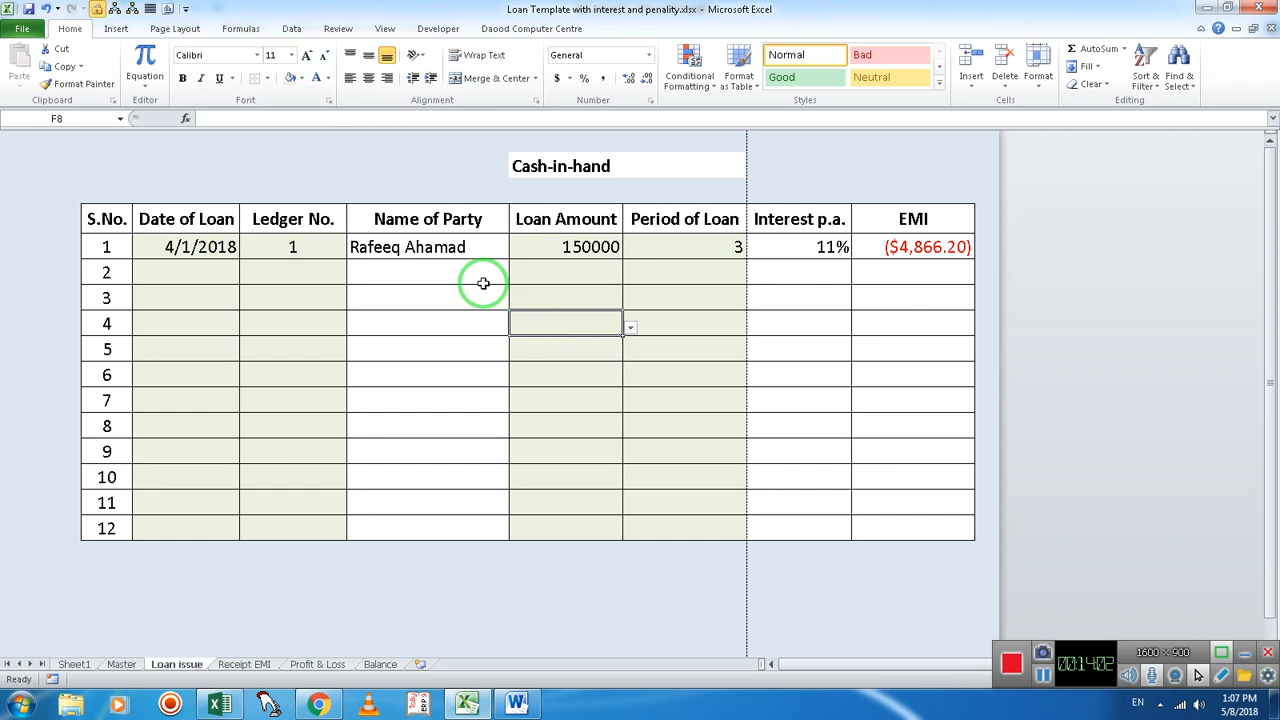 Loan Template with interest and penality.xlsx - Microsoft Excel
File Home Insert Page Layout Formulas Data Review View Developer Daood Computer Centre
Paste Cut Copy Format Painter Clipboard
Equation Editor
Calibri 11 B I U Font
Wrap Text Merge & Center Alignment
General $ % , Number
Conditional Formatting Format as Table
Normal Bad Good Neutral Styles
Insert Delete Format Cells
AutoSum Fill Clear Sort & Filter Find & Select Editing
F8 fx
Cash-in-hand
S.No. Date of Loan Ledger No. Name of Party Loan Amount Period of Loan Interest p.a. EMI
1 4/1/2018 1 Rafeeq Ahamad 150000 3 11% ($4,866.20)
2
3
4
5
6
7
8
9
10
11
12
Sheet1 Master Loan issue Receipt EMI Profit & Loss Balance
Ready
1600 x 900
00:14:02
EN 1:07 PM
5/8/2018